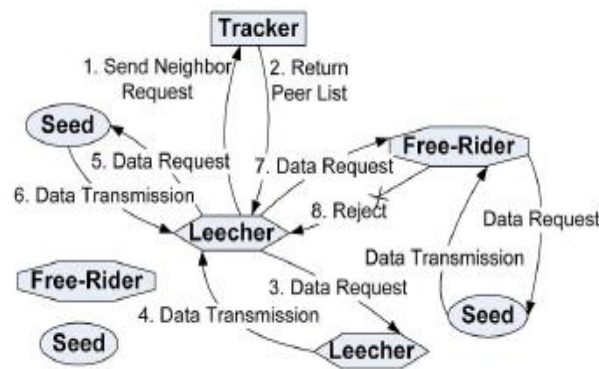 Tracker
1. Send Neighbor
Request
2. Return
Peer List
Seed
5. Data Request
6. Data Transmission
7. Data Request
Free-Rider
8. Reject
Leecher
Data Request
Data Transmission
Free-Rider
3. Data Request
4. Data Transmission
Seed
Seed
Leecher